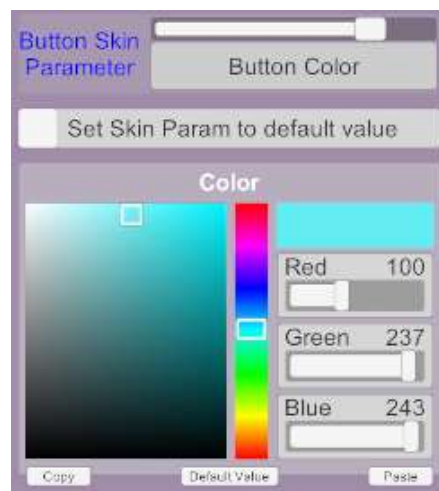 Button Skin
Parameter
Button Color
Set Skin Param to default value
Color
Red 100
Green 237
Blue 243
Copy Default Value Paste